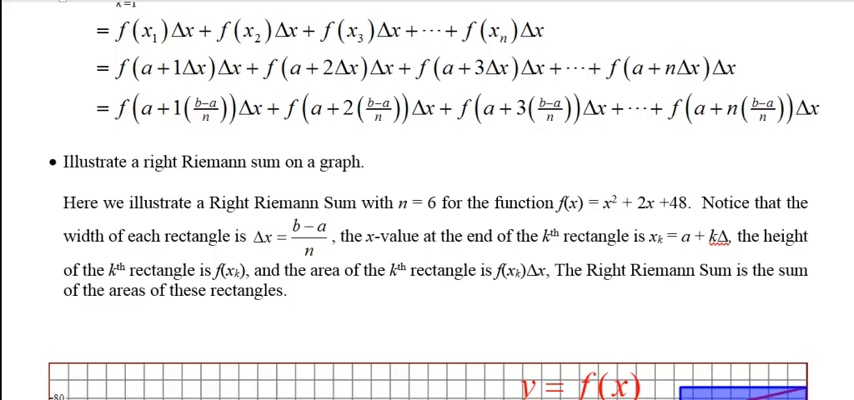 k=1
= f(x₁)Δx + f(x₂)Δx + f(x₃)Δx + ··· + f(xₙ)Δx
= f(a+1Δx)Δx + f(a+2Δx)Δx + f(a+3Δx)Δx + ··· + f(a+nΔx)Δx
= f(a+1((b−a)/n))Δx + f(a+2((b−a)/n))Δx + f(a+3((b−a)/n))Δx + ··· + f(a+n((b−a)/n))Δx
• Illustrate a right Riemann sum on a graph.
Here we illustrate a Right Riemann Sum with n = 6 for the function f(x) = x² + 2x +48. Notice that the
width of each rectangle is Δx = (b − a)/n , the x-value at the end of the kᵗʰ rectangle is xₖ = a + kΔ, the height
of the kᵗʰ rectangle is f(xₖ), and the area of the kᵗʰ rectangle is f(xₖ)Δx, The Right Riemann Sum is the sum
of the areas of these rectangles.
y = f(x)
80